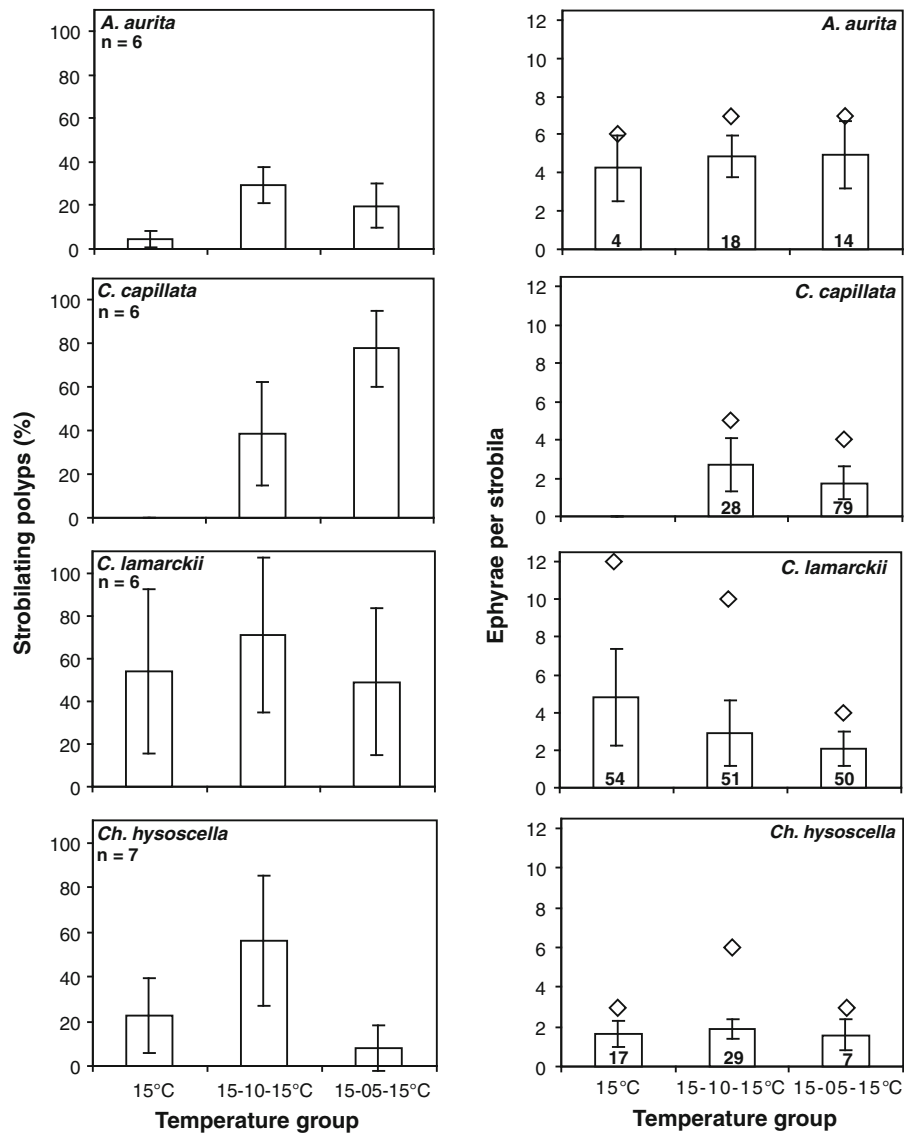 A. aurita
n = 6
100
80
60
40
20
0
A. aurita
12
10
8
6
4
2
0
4 18 14
C. capillata
n = 6
100
80
60
40
20
0
C. capillata
12
10
8
6
4
2
0
28 79
Strobilating polyps (%)
Ephyrae per strobila
C. lamarckii
n = 6
100
80
60
40
20
0
C. lamarckii
12
10
8
6
4
2
0
54 51 50
Ch. hysoscella
n = 7
100
80
60
40
20
0
15°C 15-10-15°C 15-05-15°C
Temperature group
Ch. hysoscella
12
10
8
6
4
2
0
17 29 7
15°C 15-10-15°C 15-05-15°C
Temperature group